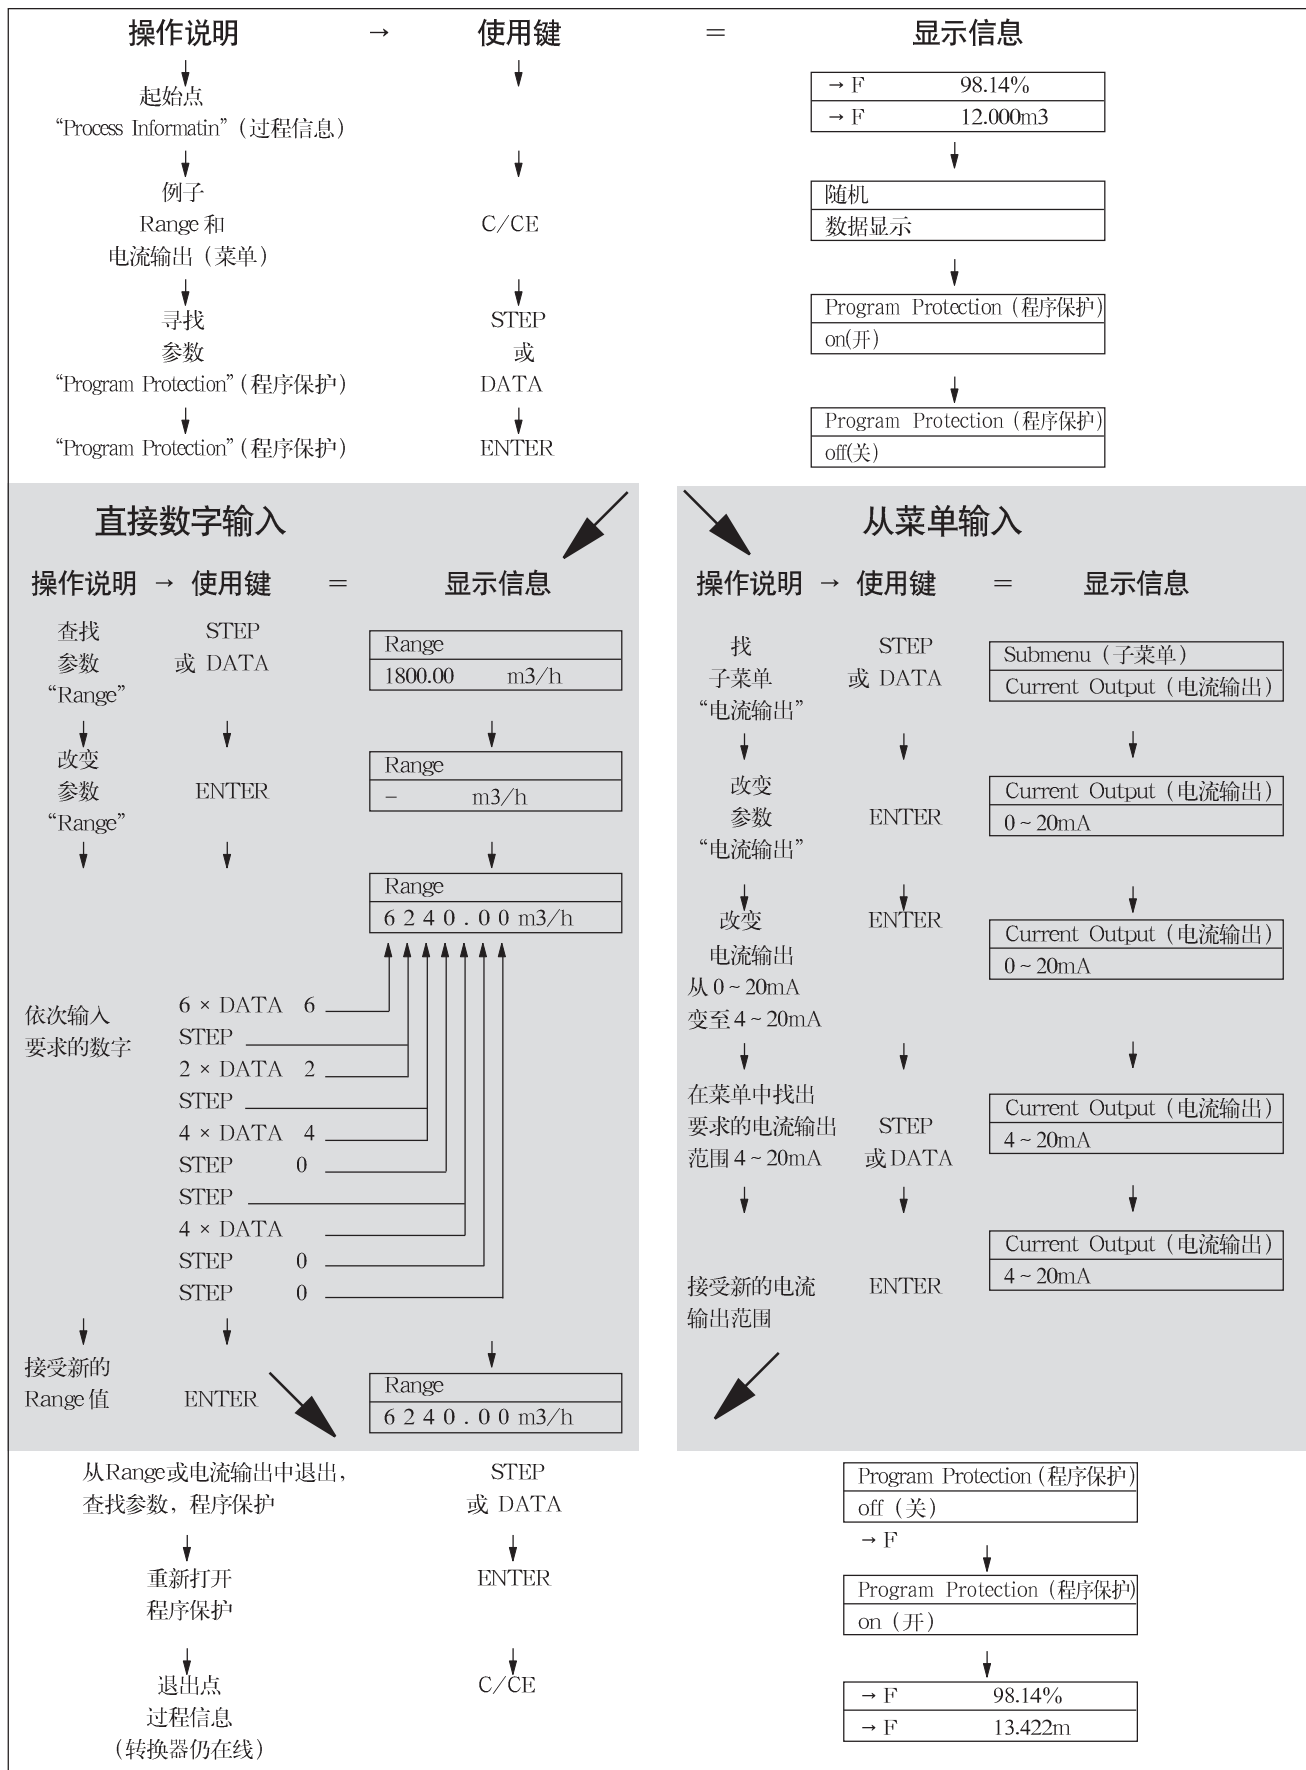 操作说明 → 使用键 = 显示信息
起始点
“Process Informatin”（过程信息）
→ F 98.14%
→ F 12.000m3
例子
Range 和
电流输出（菜单）
C/CE
随机
数据显示
寻找
参数
“Program Protection”（程序保护）
STEP
或
DATA
Program Protection（程序保护）
on(开)
“Program Protection”（程序保护）
ENTER
Program Protection（程序保护）
off(关)
直接数字输入
操作说明 → 使用键 = 显示信息
查找
参数
“Range”
STEP
或 DATA
Range
1800.00 m3/h
改变
参数
“Range”
ENTER
Range
– m3/h
Range
6 2 4 0 . 0 0 m3/h
依次输入
要求的数字
6 × DATA 6
STEP
2 × DATA 2
STEP
4 × DATA 4
STEP 0
STEP
4 × DATA
STEP 0
STEP 0
接受新的
Range 值
ENTER
Range
6 2 4 0 . 0 0 m3/h
从菜单输入
操作说明 → 使用键 = 显示信息
找
子菜单
“电流输出”
STEP
或 DATA
Submenu（子菜单）
Current Output（电流输出）
改变
参数
“电流输出”
ENTER
Current Output（电流输出）
0 ~ 20mA
改变
电流输出
从 0 ~ 20mA
变至 4 ~ 20mA
ENTER
Current Output（电流输出）
0 ~ 20mA
在菜单中找出
要求的电流输出
范围 4 ~ 20mA
STEP
或DATA
Current Output（电流输出）
4 ~ 20mA
接受新的电流
输出范围
ENTER
Current Output（电流输出）
4 ~ 20mA
从Range或电流输出中退出，
查找参数，程序保护
STEP
或 DATA
Program Protection（程序保护）
off（关）
→ F
重新打开
程序保护
ENTER
Program Protection（程序保护）
on（开）
退出点
过程信息
（转换器仍在线）
C/CE
→ F 98.14%
→ F 13.422m